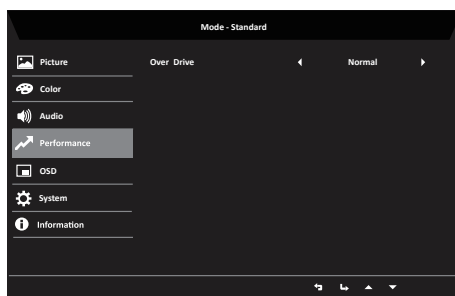 Mode - Standard
Picture
Over Drive Normal
Color
Audio
Performance
OSD
System
Information